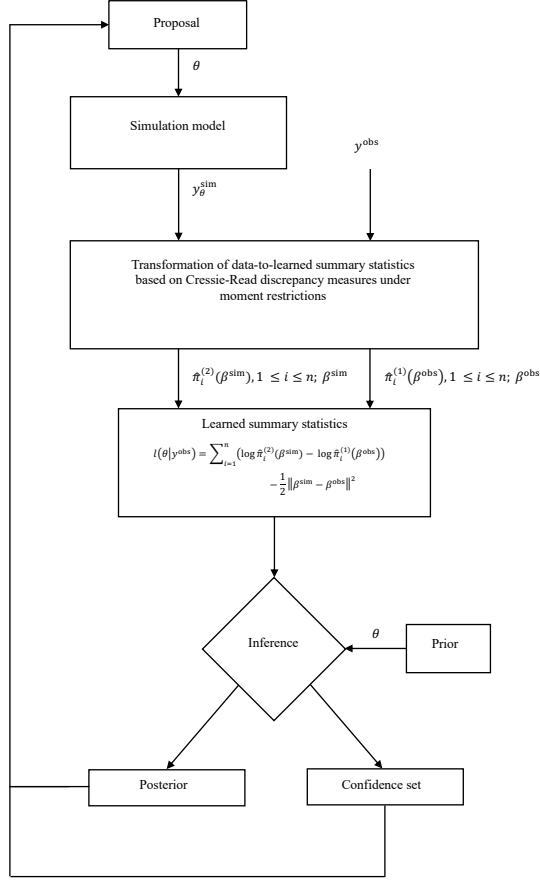 Proposal
θ
Simulation model
y^obs
y_θ^sim
Transformation of data-to-learned summary statistics
based on Cressie-Read discrepancy measures under
moment restrictions
π̂_i^(2)(β^sim), 1 ≤ i ≤ n; β^sim
π̂_i^(1)(β^obs), 1 ≤ i ≤ n; β^obs
Learned summary statistics
l(θ|y^obs) = ∑_{i=1}^n (log π̂_i^(2)(β^sim) − log π̂_i^(1)(β^obs))
− 1/2 ‖β^sim − β^obs‖^2
Inference
θ
Prior
Posterior
Confidence set